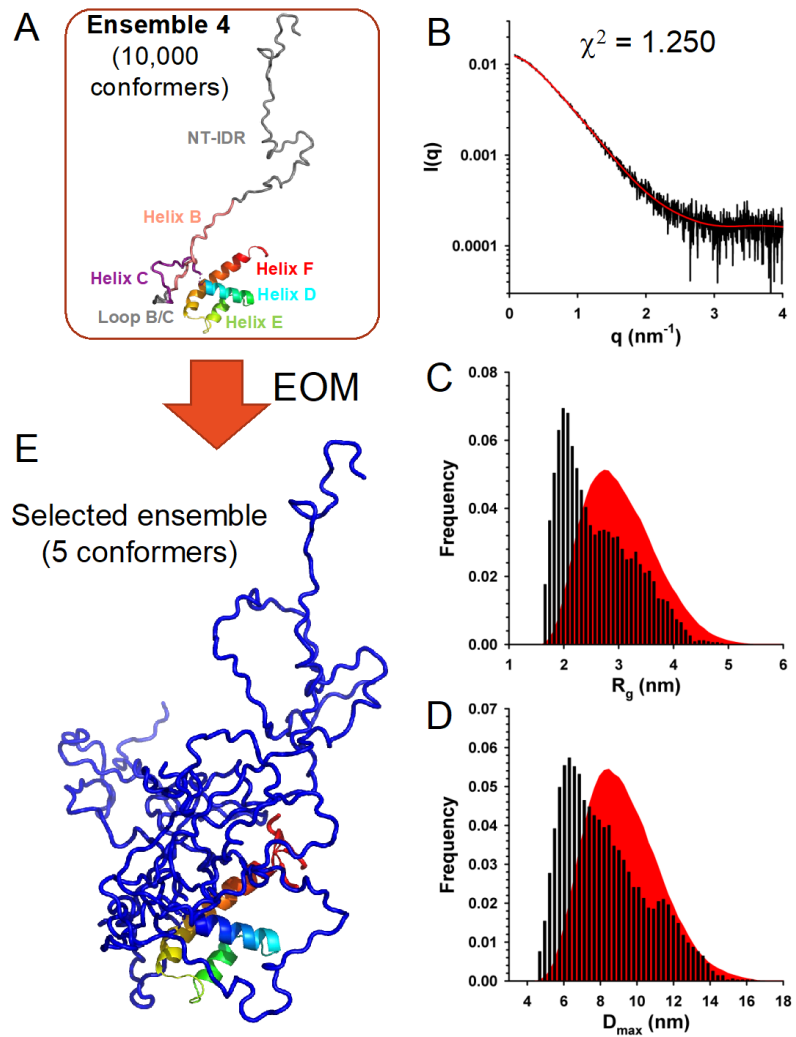 A
Ensemble 4
(10,000
conformers)
NT-IDR
Helix B
Helix C
Helix F
Helix D
Loop B/C
Helix E
EOM
E
Selected ensemble
(5 conformers)
B
χ² = 1.250
0.01
0.001
0.0001
I(q)
0 1 2 3 4
q (nm⁻¹)
C
0.08
0.06
0.04
0.02
0.00
Frequency
1 2 3 4 5 6
Rg (nm)
D
0.07
0.06
0.05
0.04
0.03
0.02
0.01
0.00
Frequency
4 6 8 10 12 14 16 18
Dmax (nm)